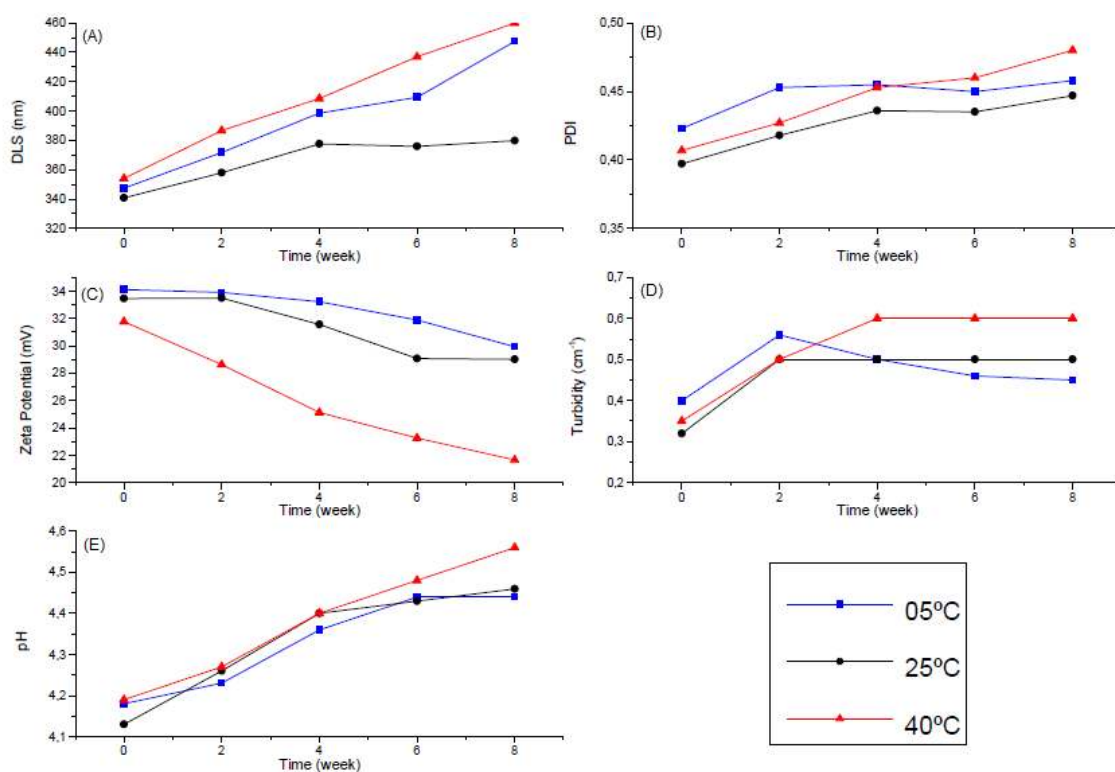 (A)
DLS (nm)
460
440
420
400
380
360
340
320
0 2 4 6 8
Time (week)
(B)
PDI
0,50
0,45
0,40
0,35
0 2 4 6 8
Time (week)
(C)
Zeta Potential (mV)
34
32
30
28
26
24
22
20
0 2 4 6 8
Time (week)
(D)
Turbidity (cm⁻¹)
0,7
0,6
0,5
0,4
0,3
0,2
0 2 4 6 8
Time (week)
(E)
pH
4,6
4,5
4,4
4,3
4,2
4,1
0 2 4 6 8
Time (week)
05ºC
25ºC
40ºC